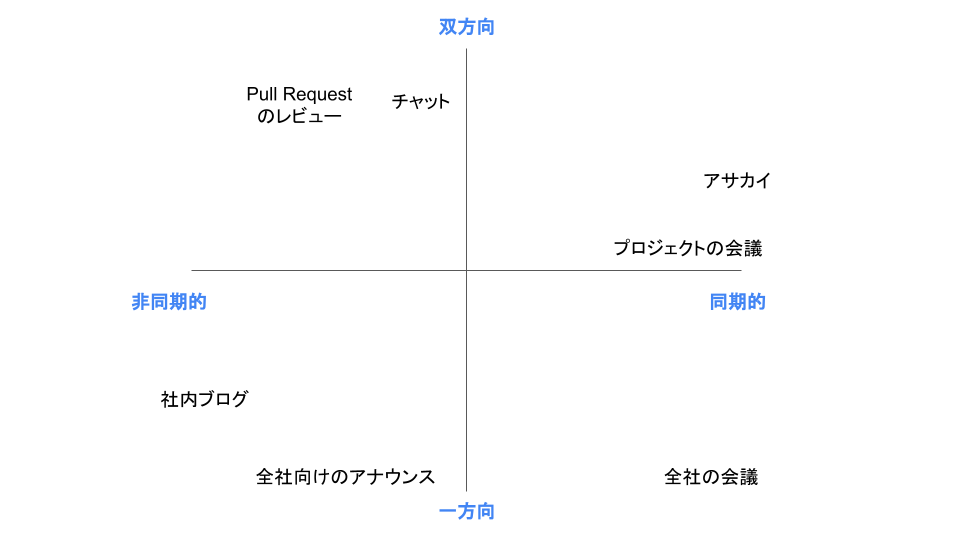 双方向
Pull Request
のレビュー
チャット
アサカイ
プロジェクトの会議
非同期的
同期的
社内ブログ
全社向けのアナウンス
全社の会議
一方向